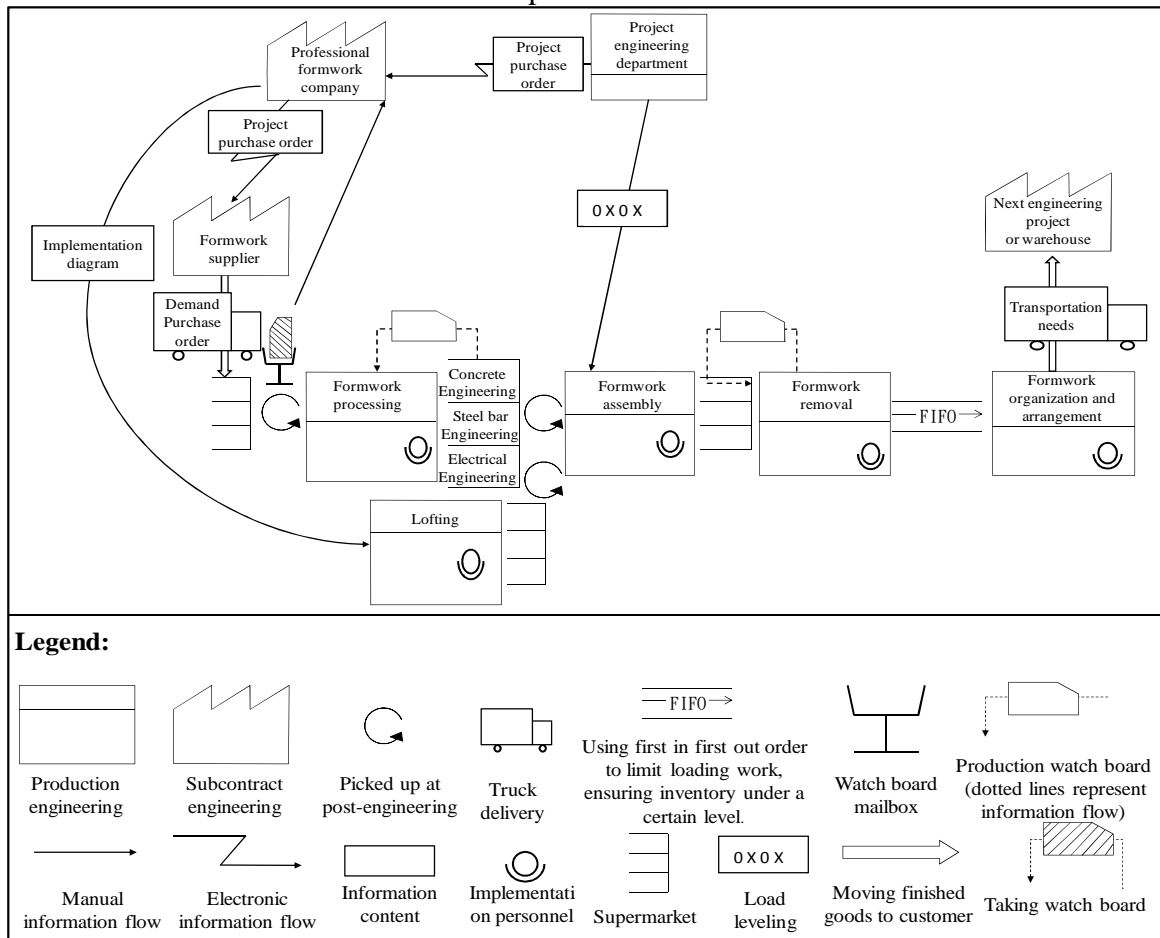 Professional
formwork
company
Project
purchase
order
Project
engineering
department
Project
purchase order
0X0X
Implementation
diagram
Formwork
supplier
Next engineering
project
or warehouse
Demand
Purchase
order
Transportation
needs
Formwork
processing
Concrete
Engineering
Steel bar
Engineering
Electrical
Engineering
Formwork
assembly
Formwork
removal
FIFO
Formwork
organization and
arrangement
Lofting
Legend:
Production
engineering
Subcontract
engineering
Picked up at
post-engineering
Truck
delivery
FIFO
Using first in first out order
to limit loading work,
ensuring inventory under a
certain level.
Watch board
mailbox
Production watch board
(dotted lines represent
information flow)
Manual
information flow
Electronic
information flow
Information
content
Implementati
on personnel
Supermarket
0X0X
Load
leveling
Moving finished
goods to customer
Taking watch board